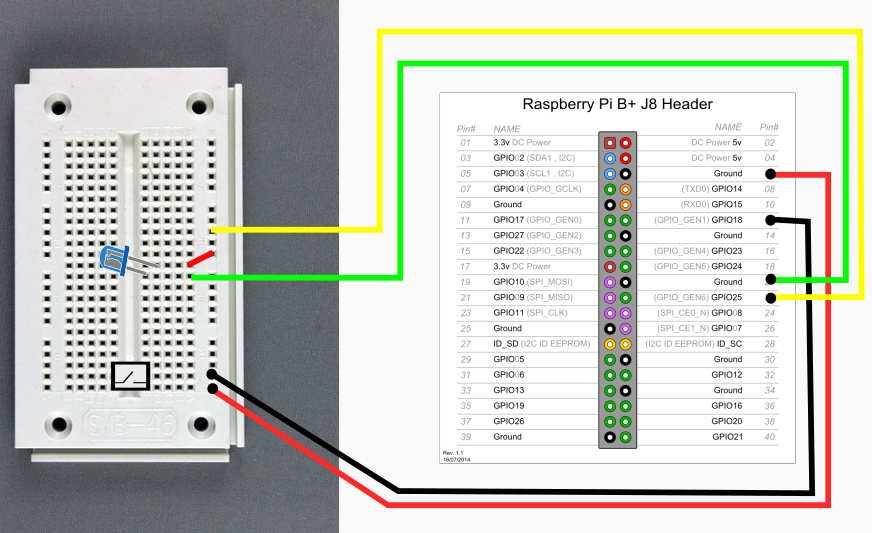 Raspberry Pi B+ J8 Header
Pin# NAME NAME Pin#
01 3.3v DC Power DC Power 5v 02
03 GPIO02 (SDA1 , I2C) DC Power 5v 04
05 GPIO03 (SCL1 , I2C) Ground
07 GPIO04 (GPIO_GCLK) (TXD0) GPIO14 08
09 Ground (RXD0) GPIO15 10
11 GPIO17 (GPIO_GEN0) (GPIO_GEN1) GPIO18
13 GPIO27 (GPIO_GEN2) Ground 14
15 GPIO22 (GPIO_GEN3) (GPIO_GEN4) GPIO23 16
17 3.3v DC Power (GPIO_GEN5) GPIO24 18
19 GPIO10 (SPI_MOSI) Ground
21 GPIO09 (SPI_MISO) (GPIO_GEN6) GPIO25
23 GPIO11 (SPI_CLK) (SPI_CE0_N) GPIO08 24
25 Ground (SPI_CE1_N) GPIO07 26
27 ID_SD (I2C ID EEPROM) (I2C ID EEPROM) ID_SC 28
29 GPIO05 Ground 30
31 GPIO06 GPIO12 32
33 GPIO13 Ground 34
35 GPIO19 GPIO16 36
37 GPIO26 GPIO20 38
39 Ground GPIO21 40
Rev. 1.1
16/07/2014
SYB-46